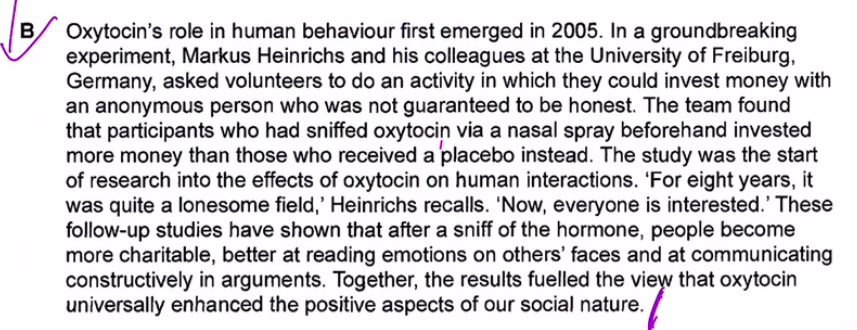 B Oxytocin’s role in human behaviour first emerged in 2005. In a groundbreaking
experiment, Markus Heinrichs and his colleagues at the University of Freiburg,
Germany, asked volunteers to do an activity in which they could invest money with
an anonymous person who was not guaranteed to be honest. The team found
that participants who had sniffed oxytocin via a nasal spray beforehand invested
more money than those who received a placebo instead. The study was the start
of research into the effects of oxytocin on human interactions. ‘For eight years, it
was quite a lonesome field,’ Heinrichs recalls. ‘Now, everyone is interested.’ These
follow-up studies have shown that after a sniff of the hormone, people become
more charitable, better at reading emotions on others’ faces and at communicating
constructively in arguments. Together, the results fuelled the view that oxytocin
universally enhanced the positive aspects of our social nature.